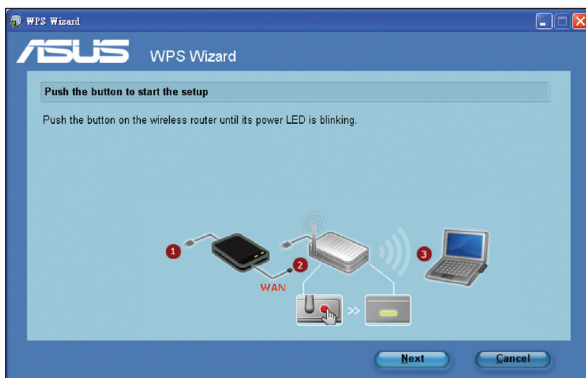 WPS Wizard
ASUS WPS Wizard
Push the button to start the setup
Push the button on the wireless router until its power LED is blinking.
1
2
3
WAN
>>
Next
Cancel